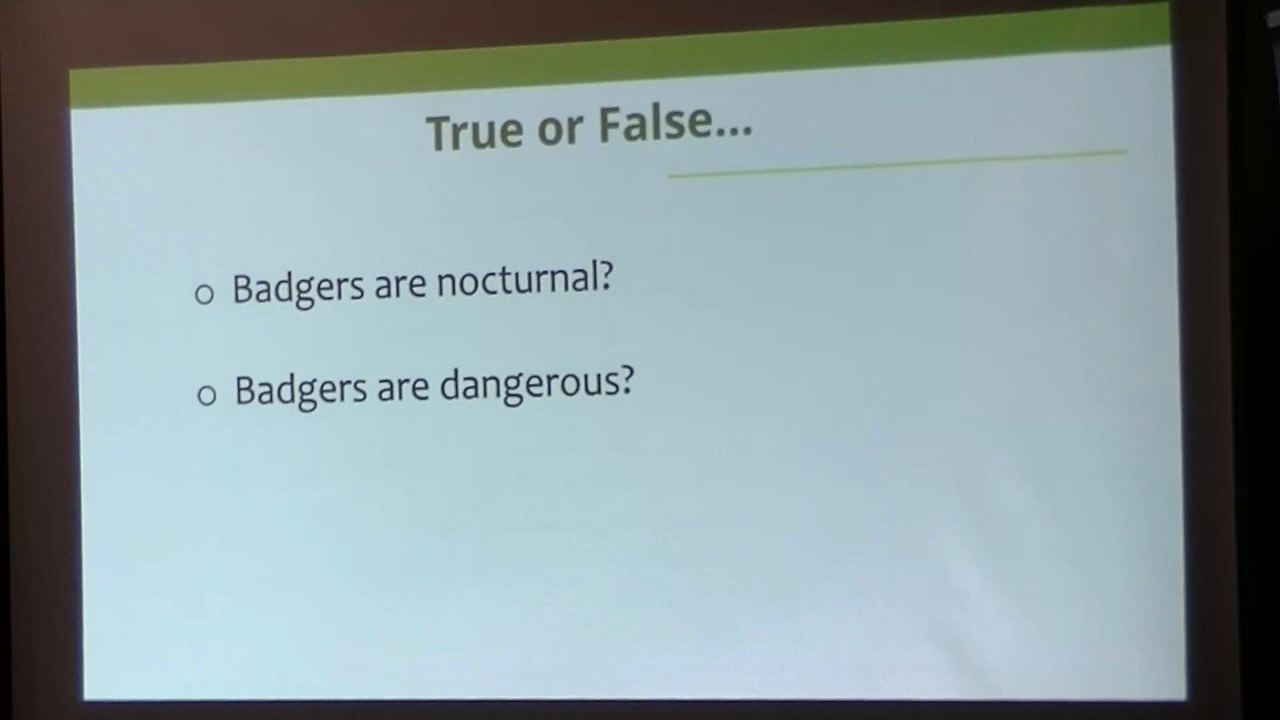 True or False...
o Badgers are nocturnal?
o Badgers are dangerous?